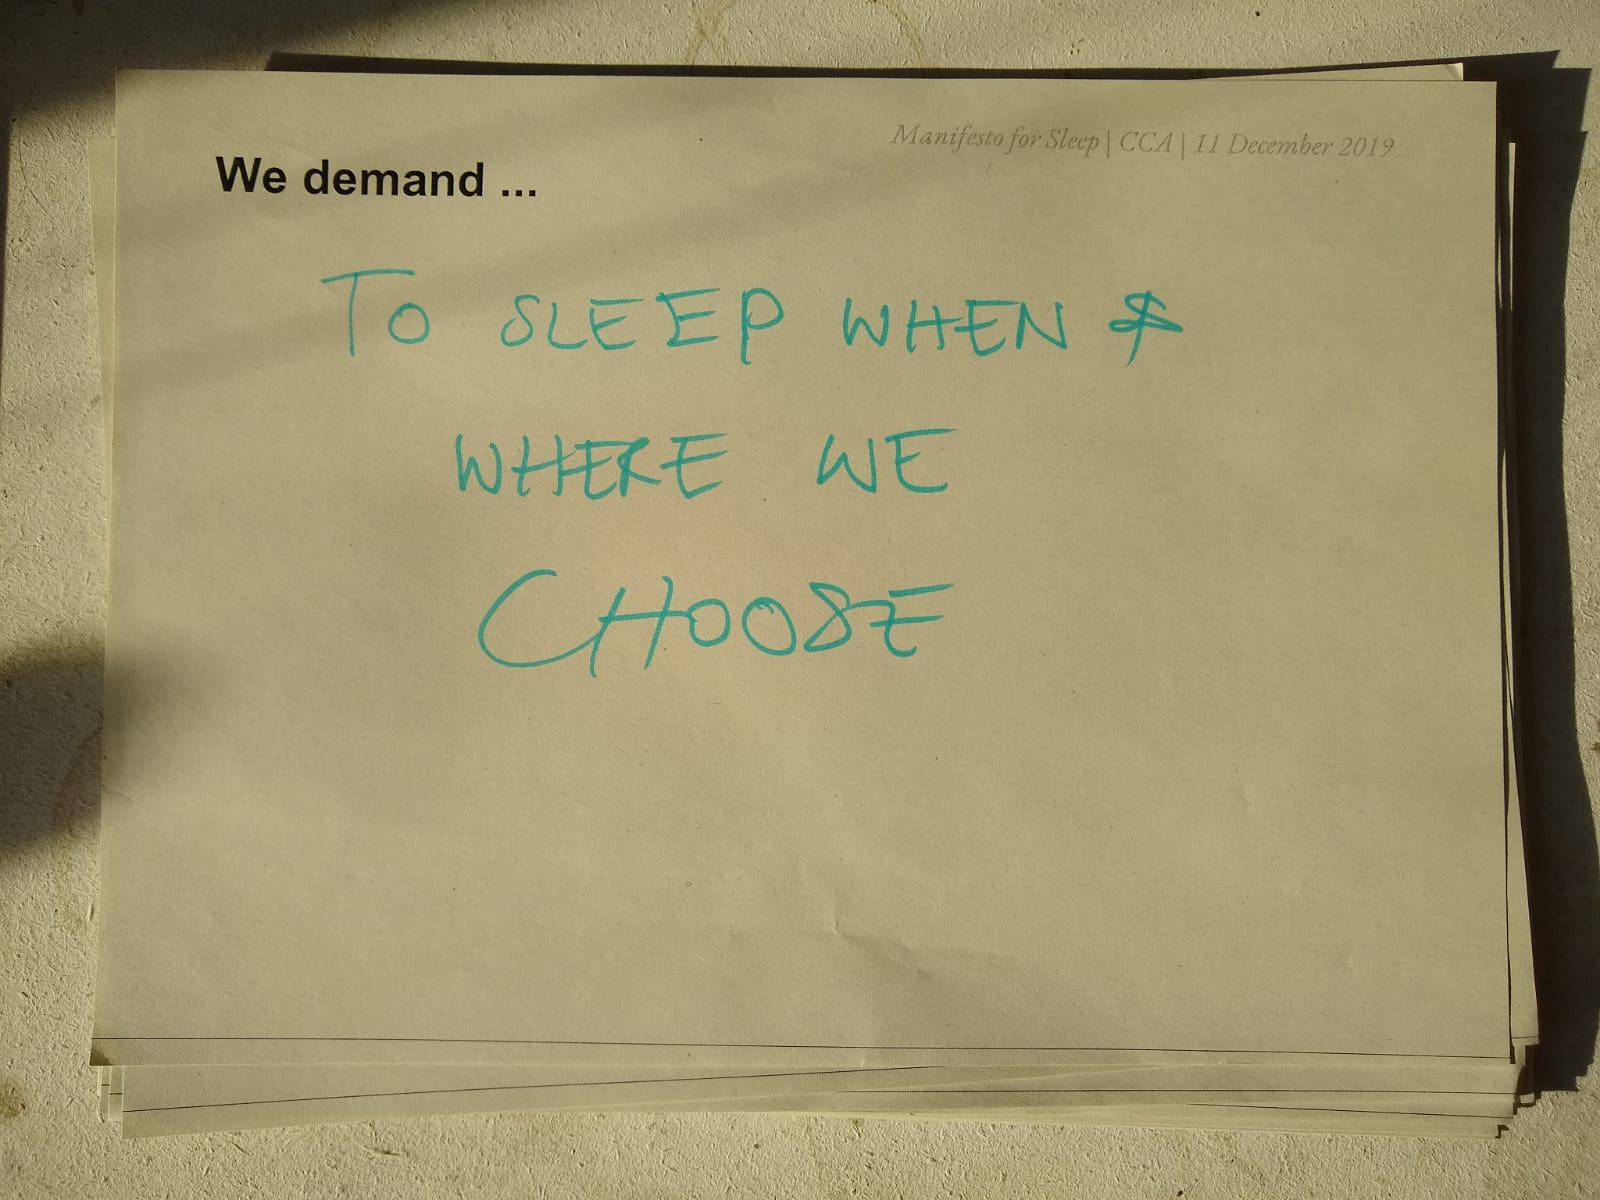 Manifesto for Sleep | CCA | 11 December 2019
We demand ...
TO SLEEP WHEN &
WHERE WE
CHOOSE